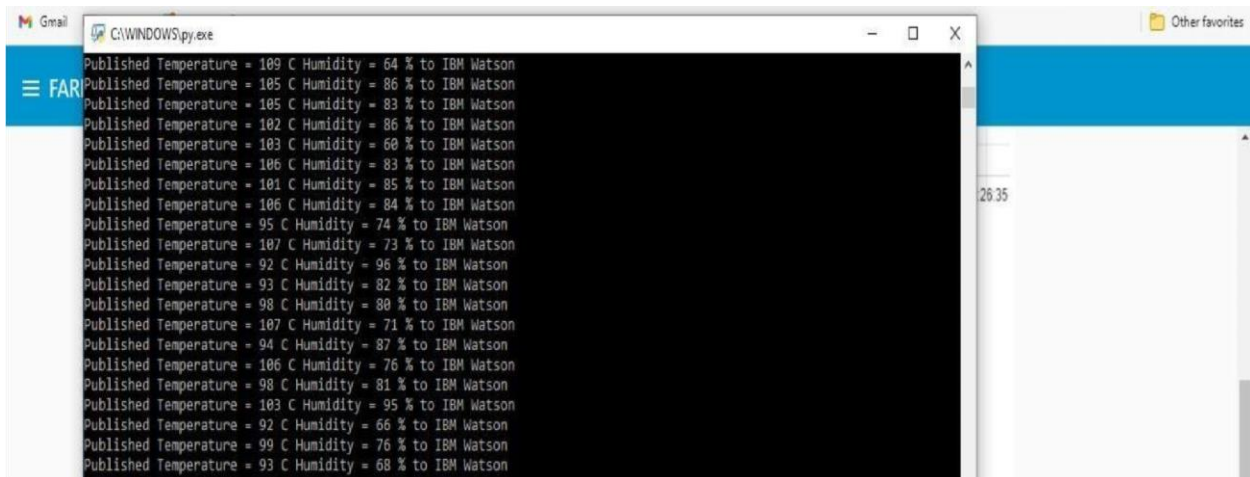 Gmail
Other favorites
C:\WINDOWS\py.exe
FAR
Published Temperature = 109 C Humidity = 64 % to IBM Watson
Published Temperature = 105 C Humidity = 86 % to IBM Watson
Published Temperature = 105 C Humidity = 83 % to IBM Watson
Published Temperature = 102 C Humidity = 86 % to IBM Watson
Published Temperature = 103 C Humidity = 60 % to IBM Watson
Published Temperature = 106 C Humidity = 83 % to IBM Watson
Published Temperature = 101 C Humidity = 85 % to IBM Watson
Published Temperature = 106 C Humidity = 84 % to IBM Watson
Published Temperature = 95 C Humidity = 74 % to IBM Watson
Published Temperature = 107 C Humidity = 73 % to IBM Watson
Published Temperature = 92 C Humidity = 96 % to IBM Watson
Published Temperature = 93 C Humidity = 82 % to IBM Watson
Published Temperature = 98 C Humidity = 80 % to IBM Watson
Published Temperature = 107 C Humidity = 71 % to IBM Watson
Published Temperature = 94 C Humidity = 87 % to IBM Watson
Published Temperature = 106 C Humidity = 76 % to IBM Watson
Published Temperature = 98 C Humidity = 81 % to IBM Watson
Published Temperature = 103 C Humidity = 95 % to IBM Watson
Published Temperature = 92 C Humidity = 66 % to IBM Watson
Published Temperature = 99 C Humidity = 76 % to IBM Watson
Published Temperature = 93 C Humidity = 68 % to IBM Watson
:26:35